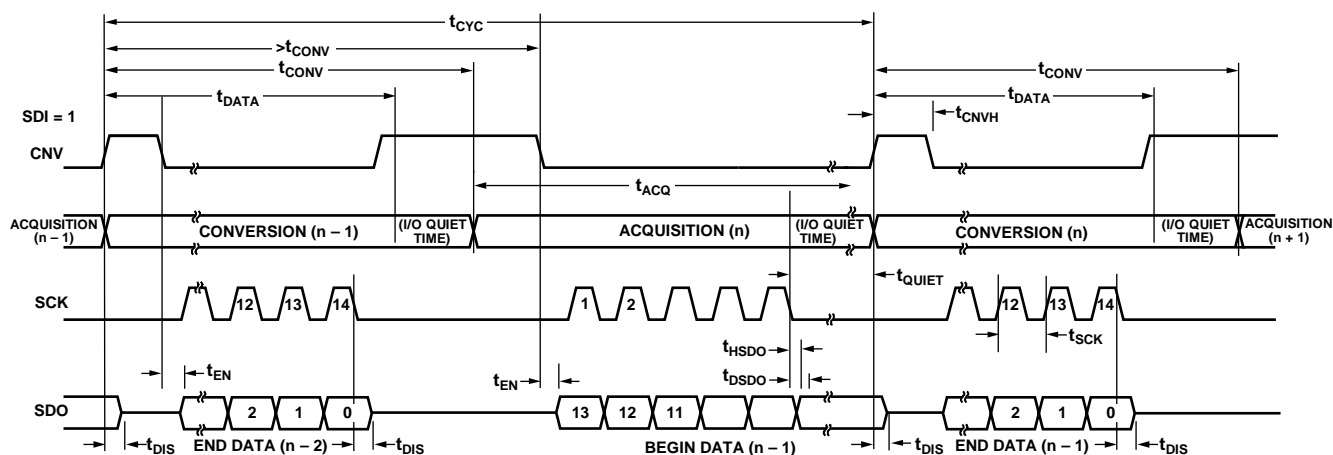 tCYC
>tCONV
tCONV
tCONV
tDATA
tDATA
SDI = 1
tCNVH
CNV
tACQ
ACQUISITION
(n – 1)
CONVERSION (n – 1)
(I/O QUIET
TIME)
ACQUISITION (n)
(I/O QUIET
TIME)
CONVERSION (n)
(I/O QUIET
TIME)
ACQUISITION
(n + 1)
tQUIET
SCK
12 13 14
1 2
12 13 14
tSCK
tHSDO
tEN
tEN
tDSDO
SDO
2 1 0
13 12 11
2 1 0
tDIS
END DATA (n – 2)
tDIS
BEGIN DATA (n – 1)
tDIS
END DATA (n – 1)
tDIS